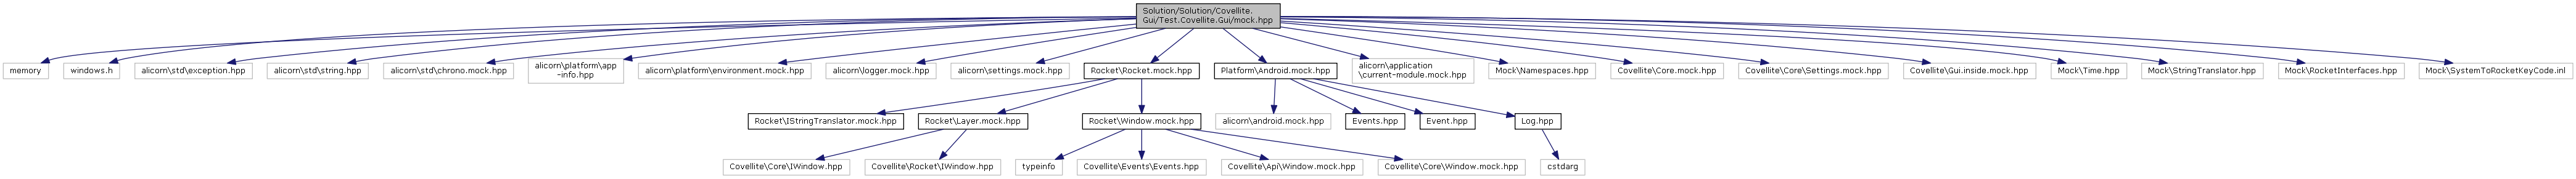 Solution/Solution/Covellite.
Gui/Test.Covellite.Gui/mock.hpp
memory
windows.h
alicorn\std\exception.hpp
alicorn\std\string.hpp
alicorn\std\chrono.mock.hpp
alicorn\platform\app
-info.hpp
alicorn\platform\environment.mock.hpp
alicorn\logger.mock.hpp
alicorn\settings.mock.hpp
Rocket\Rocket.mock.hpp
Platform\Android.mock.hpp
alicorn\application
\current-module.mock.hpp
Mock\Namespaces.hpp
Covellite\Core.mock.hpp
Covellite\Core\Settings.mock.hpp
Covellite\Gui.inside.mock.hpp
Mock\Time.hpp
Mock\StringTranslator.hpp
Mock\RocketInterfaces.hpp
Mock\SystemToRocketKeyCode.inl
Rocket\IStringTranslator.mock.hpp
Rocket\Layer.mock.hpp
Rocket\Window.mock.hpp
alicorn\android.mock.hpp
Events.hpp
Event.hpp
Log.hpp
Covellite\Core\IWindow.hpp
Covellite\Rocket\IWindow.hpp
typeinfo
Covellite\Events\Events.hpp
Covellite\Api\Window.mock.hpp
Covellite\Core\Window.mock.hpp
cstdarg